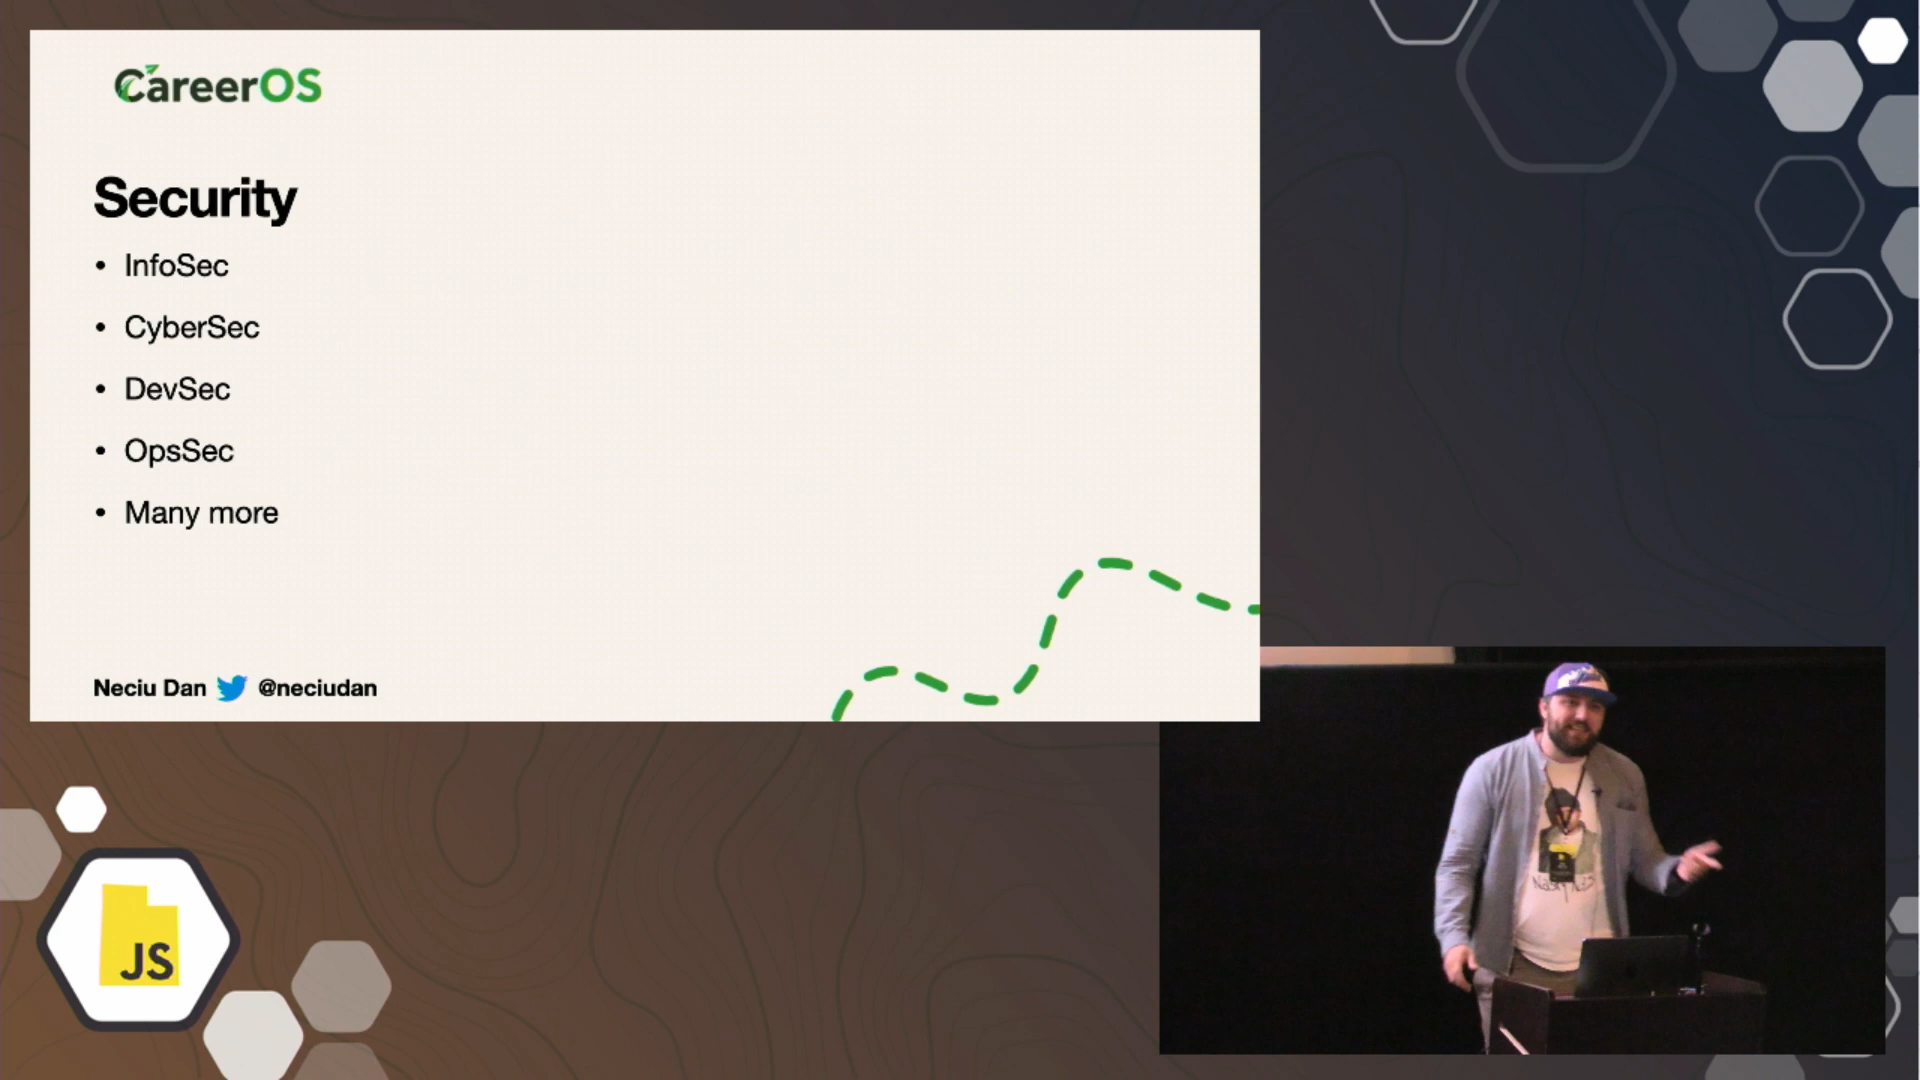 CareerOS
Security
• InfoSec
• CyberSec
• DevSec
• OpsSec
• Many more
Neciu Dan @neciudan
JS